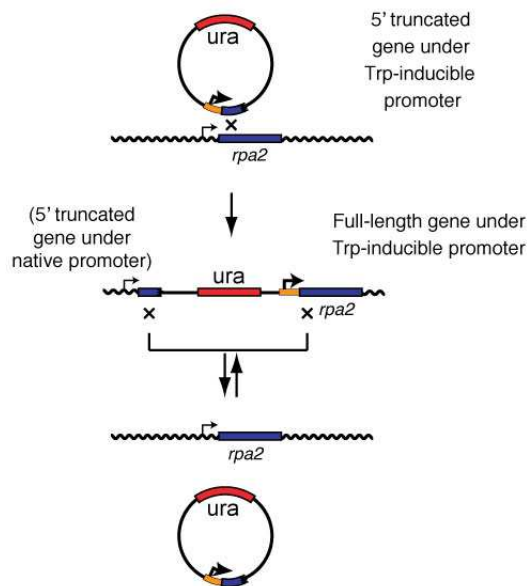 ura
5' truncated
gene under
Trp-inducible
promoter
rpa2
(5' truncated
gene under
native promoter)
Full-length gene under
Trp-inducible promoter
ura
rpa2
rpa2
ura